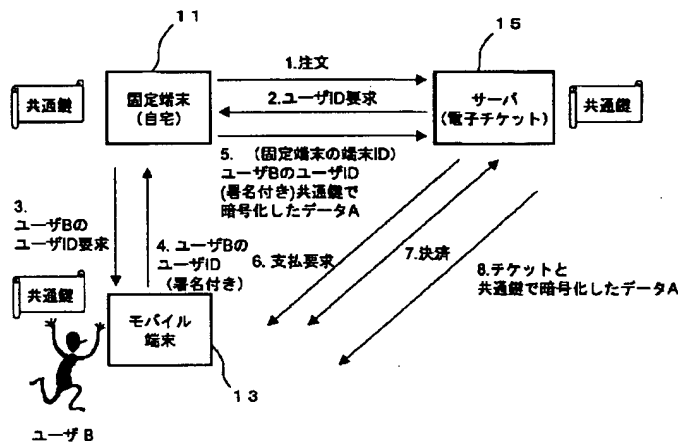 11
15
共通鍵
固定端末
(自宅)
1.注文
2.ユーザID要求
サーバ
(電子チケット)
共通鍵
5. (固定端末の端末ID)
ユーザBのユーザID
(署名付き)共通鍵で
暗号化したデータA
3.
ユーザBの
ユーザID要求
4. ユーザBの
ユーザID
(署名付き)
6. 支払要求
7.決済
8.チケットと
共通鍵で暗号化したデータA
共通鍵
モバイル
端末
13
ユーザB